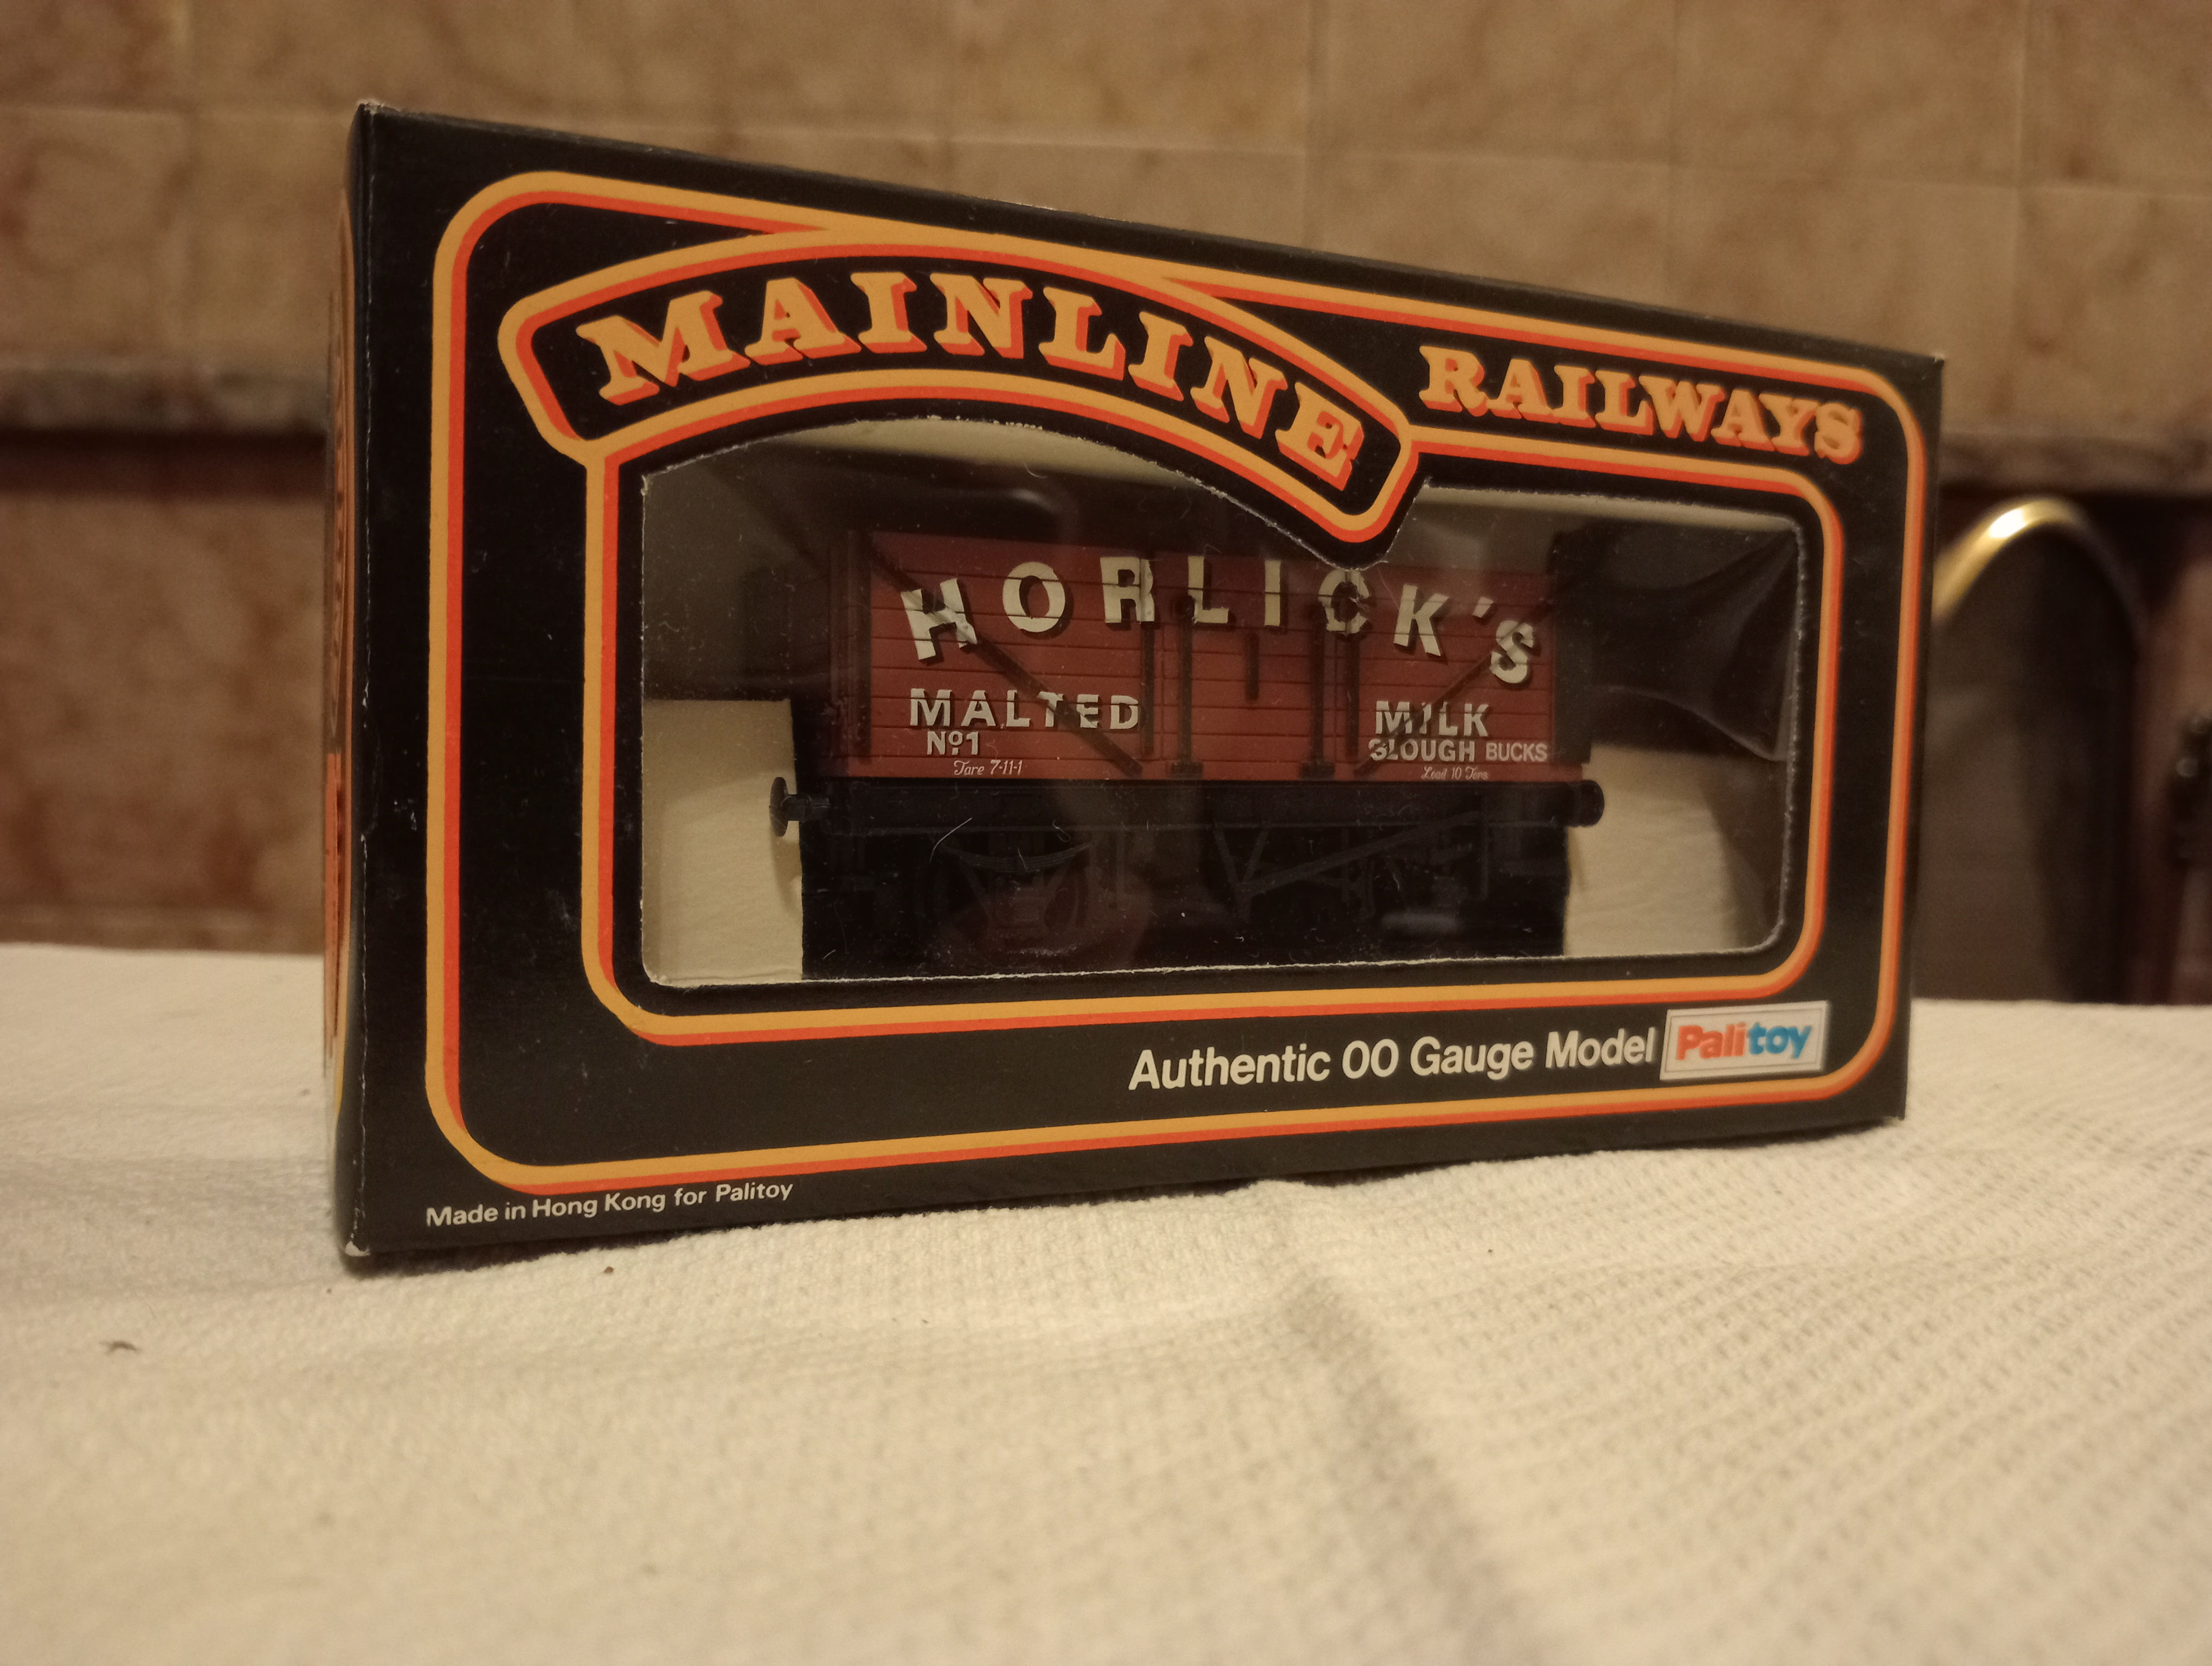 MAINLINE
RAILWAYS
HORLICK'S
MALTED MILK
Nº1 SLOUGH BUCKS
Tare 7-11-1 Load 10 Tons
Authentic 00 Gauge Model Palitoy
Made in Hong Kong for Palitoy